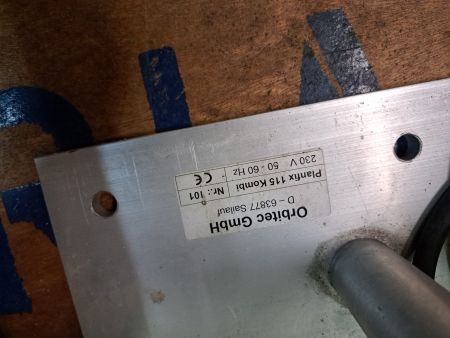 Orbitec GmbH
D – 63877 Sailauf
Planfix 115 Kombi Nr.: 101
230 V 50 - 60 Hz - CE